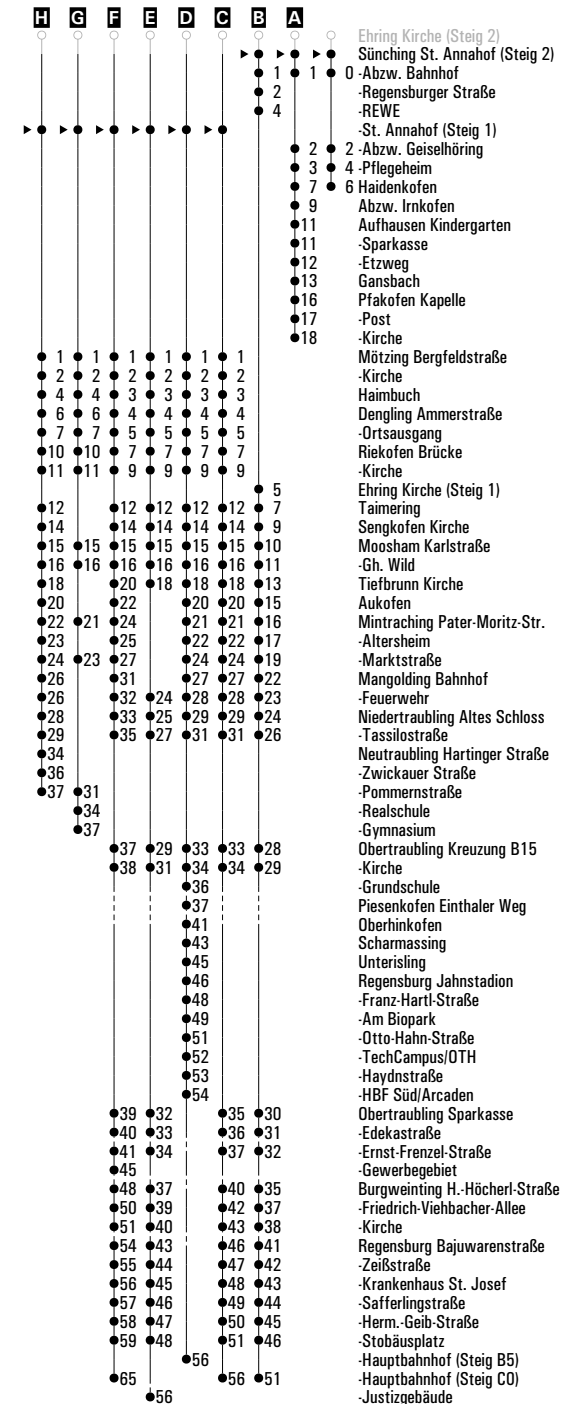 H G F E D C B A
Ehring Kirche (Steig 2)
Sünching St. Annahof (Steig 2)
1 1 0 -Abzw. Bahnhof
2 -Regensburger Straße
4 -REWE
-St. Annahof (Steig 1)
2 2 -Abzw. Geiselhöring
3 4 -Pflegeheim
7 6 Haidenkofen
9 Abzw. Irnkofen
11 Aufhausen Kindergarten
11 -Sparkasse
12 -Etzweg
13 Gansbach
16 Pfakofen Kapelle
17 -Post
18 -Kirche
1 1 1 1 1 1 Mötzing Bergfeldstraße
2 2 2 2 2 2 -Kirche
4 4 3 3 3 3 Haimbuch
6 6 4 4 4 4 Dengling Ammerstraße
7 7 5 5 5 5 -Ortsausgang
10 10 7 7 7 7 Riekofen Brücke
11 11 9 9 9 9 -Kirche
5 Ehring Kirche (Steig 1)
12 12 12 12 12 7 Taimering
14 14 14 14 14 9 Sengkofen Kirche
15 15 15 15 15 15 10 Moosham Karlstraße
16 16 16 16 16 16 11 -Gh. Wild
18 20 18 18 18 13 Tiefbrunn Kirche
20 22 20 20 15 Aukofen
22 21 24 21 21 16 Mintraching Pater-Moritz-Str.
23 25 22 22 17 -Altersheim
24 23 27 24 24 19 -Marktstraße
26 31 27 27 22 Mangolding Bahnhof
26 32 24 28 28 23 -Feuerwehr
28 33 25 29 29 24 Niedertraubling Altes Schloss
29 35 27 31 31 26 -Tassilostraße
34 Neutraubling Hartinger Straße
36 -Zwickauer Straße
37 31 -Pommernstraße
34 -Realschule
37 -Gymnasium
37 29 33 33 28 Obertraubling Kreuzung B15
38 31 34 34 29 -Kirche
36 -Grundschule
37 Piesenkofen Einthaler Weg
41 Oberhinkofen
43 Scharmassing
45 Unterisling
46 Regensburg Jahnstadion
48 -Franz-Hartl-Straße
49 -Am Biopark
51 -Otto-Hahn-Straße
52 -TechCampus/OTH
53 -Haydnstraße
54 -HBF Süd/Arcaden
39 32 35 30 Obertraubling Sparkasse
40 33 36 31 -Edekastraße
41 34 37 32 -Ernst-Frenzel-Straße
45 -Gewerbegebiet
48 37 40 35 Burgweinting H.-Höcherl-Straße
50 39 42 37 -Friedrich-Viehbacher-Allee
51 40 43 38 -Kirche
54 43 46 41 Regensburg Bajuwarenstraße
55 44 47 42 -Zeißstraße
56 45 48 43 -Krankenhaus St. Josef
57 46 49 44 -Safferlingstraße
58 47 50 45 -Herm.-Geib-Straße
59 48 51 46 -Stobäusplatz
56 -Hauptbahnhof (Steig B5)
65 56 51 -Hauptbahnhof (Steig C0)
56 -Justizgebäude